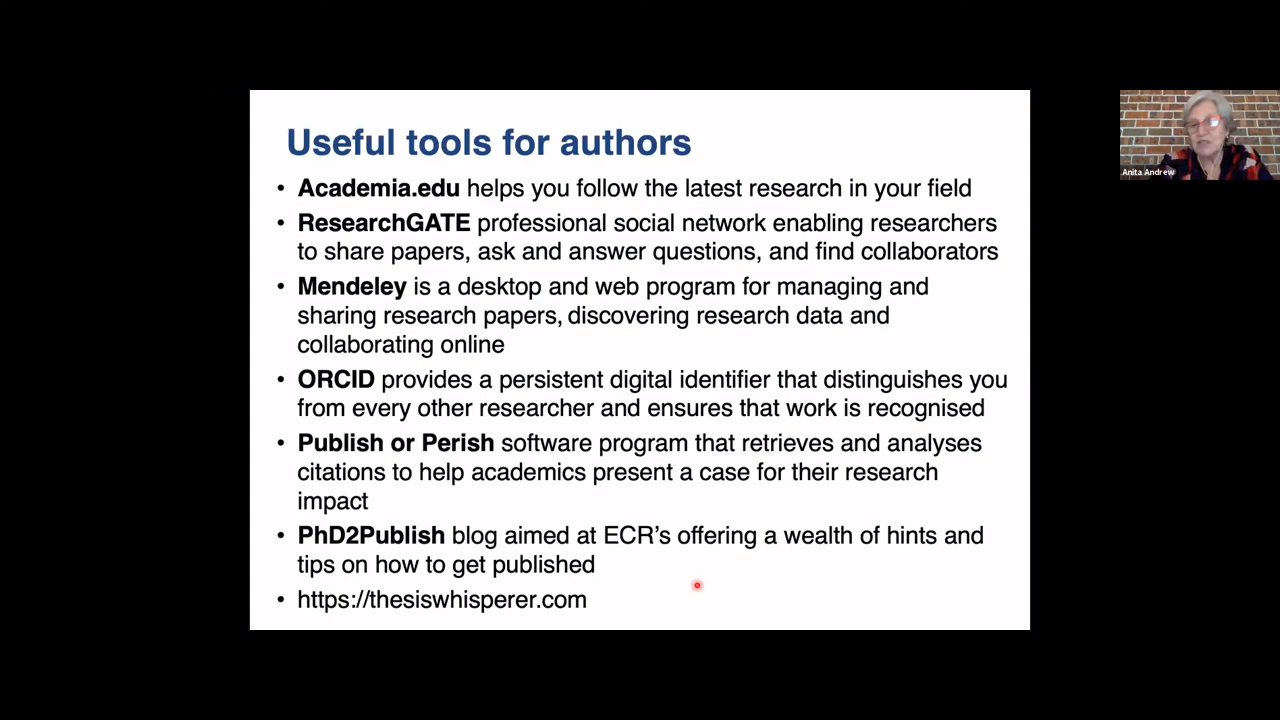 Useful tools for authors
• Academia.edu helps you follow the latest research in your field
• ResearchGATE professional social network enabling researchers
to share papers, ask and answer questions, and find collaborators
• Mendeley is a desktop and web program for managing and
sharing research papers, discovering research data and
collaborating online
• ORCID provides a persistent digital identifier that distinguishes you
from every other researcher and ensures that work is recognised
• Publish or Perish software program that retrieves and analyses
citations to help academics present a case for their research
impact
• PhD2Publish blog aimed at ECR’s offering a wealth of hints and
tips on how to get published
• https://thesiswhisperer.com
Anita Andrew